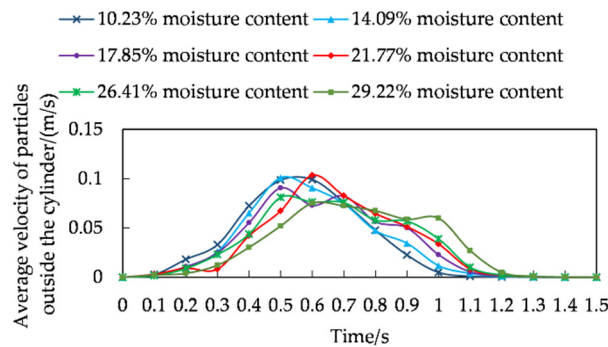 10.23% moisture content 14.09% moisture content
17.85% moisture content 21.77% moisture content
26.41% moisture content 29.22% moisture content
Average velocity of particles
outside the cylinder/(m/s)
0.15
0.1
0.05
0
0 0.1 0.2 0.3 0.4 0.5 0.6 0.7 0.8 0.9 1 1.1 1.2 1.3 1.4 1.5
Time/s